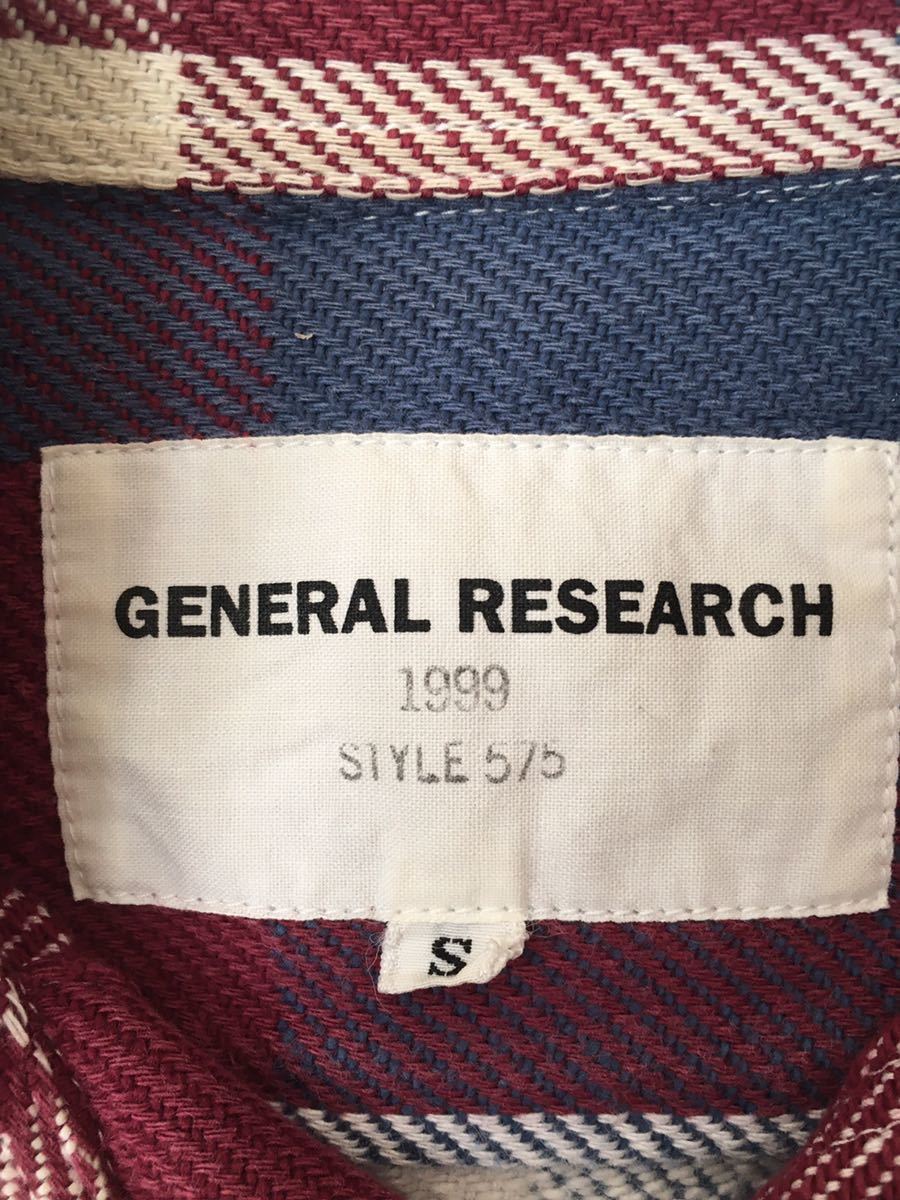 GENERAL RESEARCH
1999
STYLE 575
S